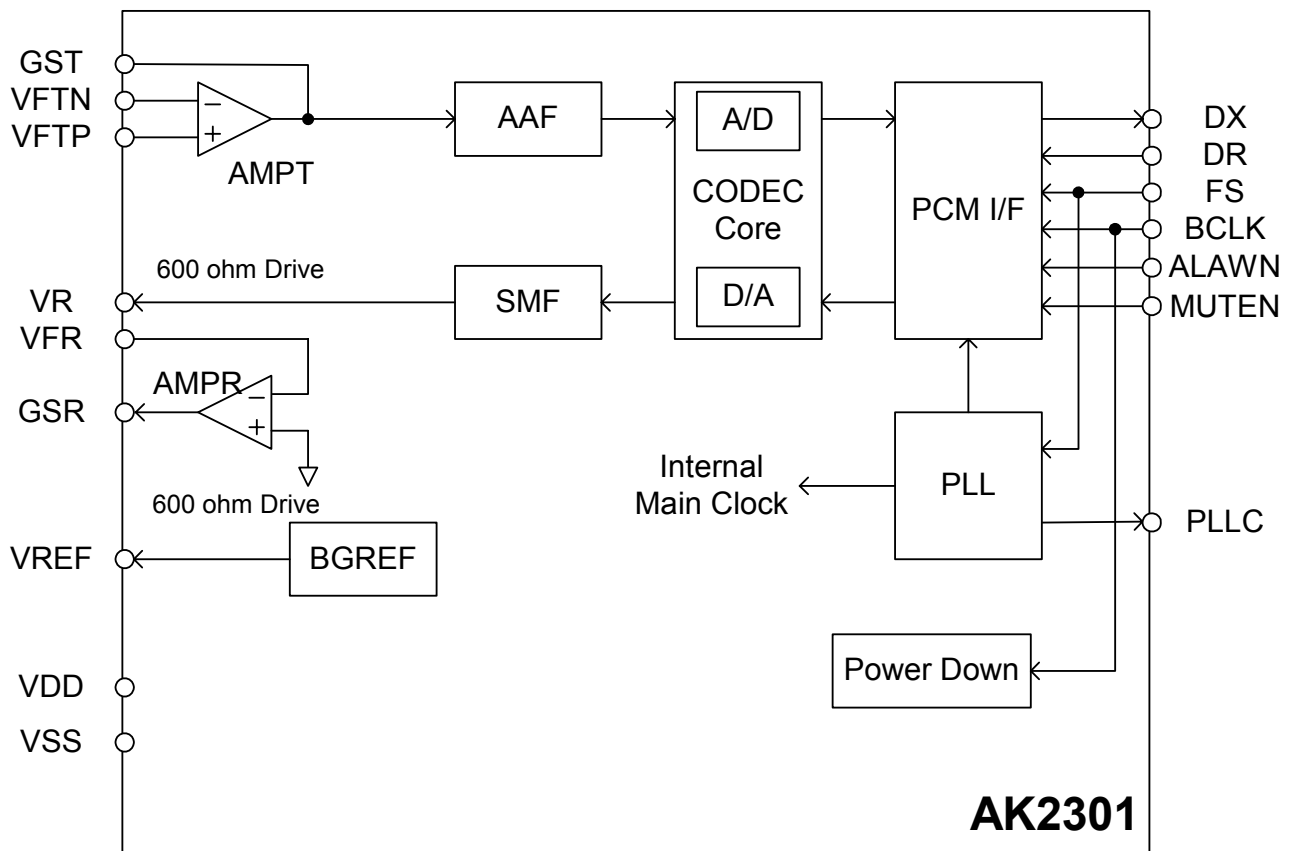 GST
VFTN
VFTP
−
+
AMPT
AAF
A/D
CODEC
Core
D/A
PCM I/F
DX
DR
FS
BCLK
ALAWN
MUTEN
600 ohm Drive
VR
SMF
VFR
AMPR
−
+
GSR
600 ohm Drive
Internal
Main Clock
PLL
PLLC
VREF
BGREF
Power Down
VDD
VSS
AK2301